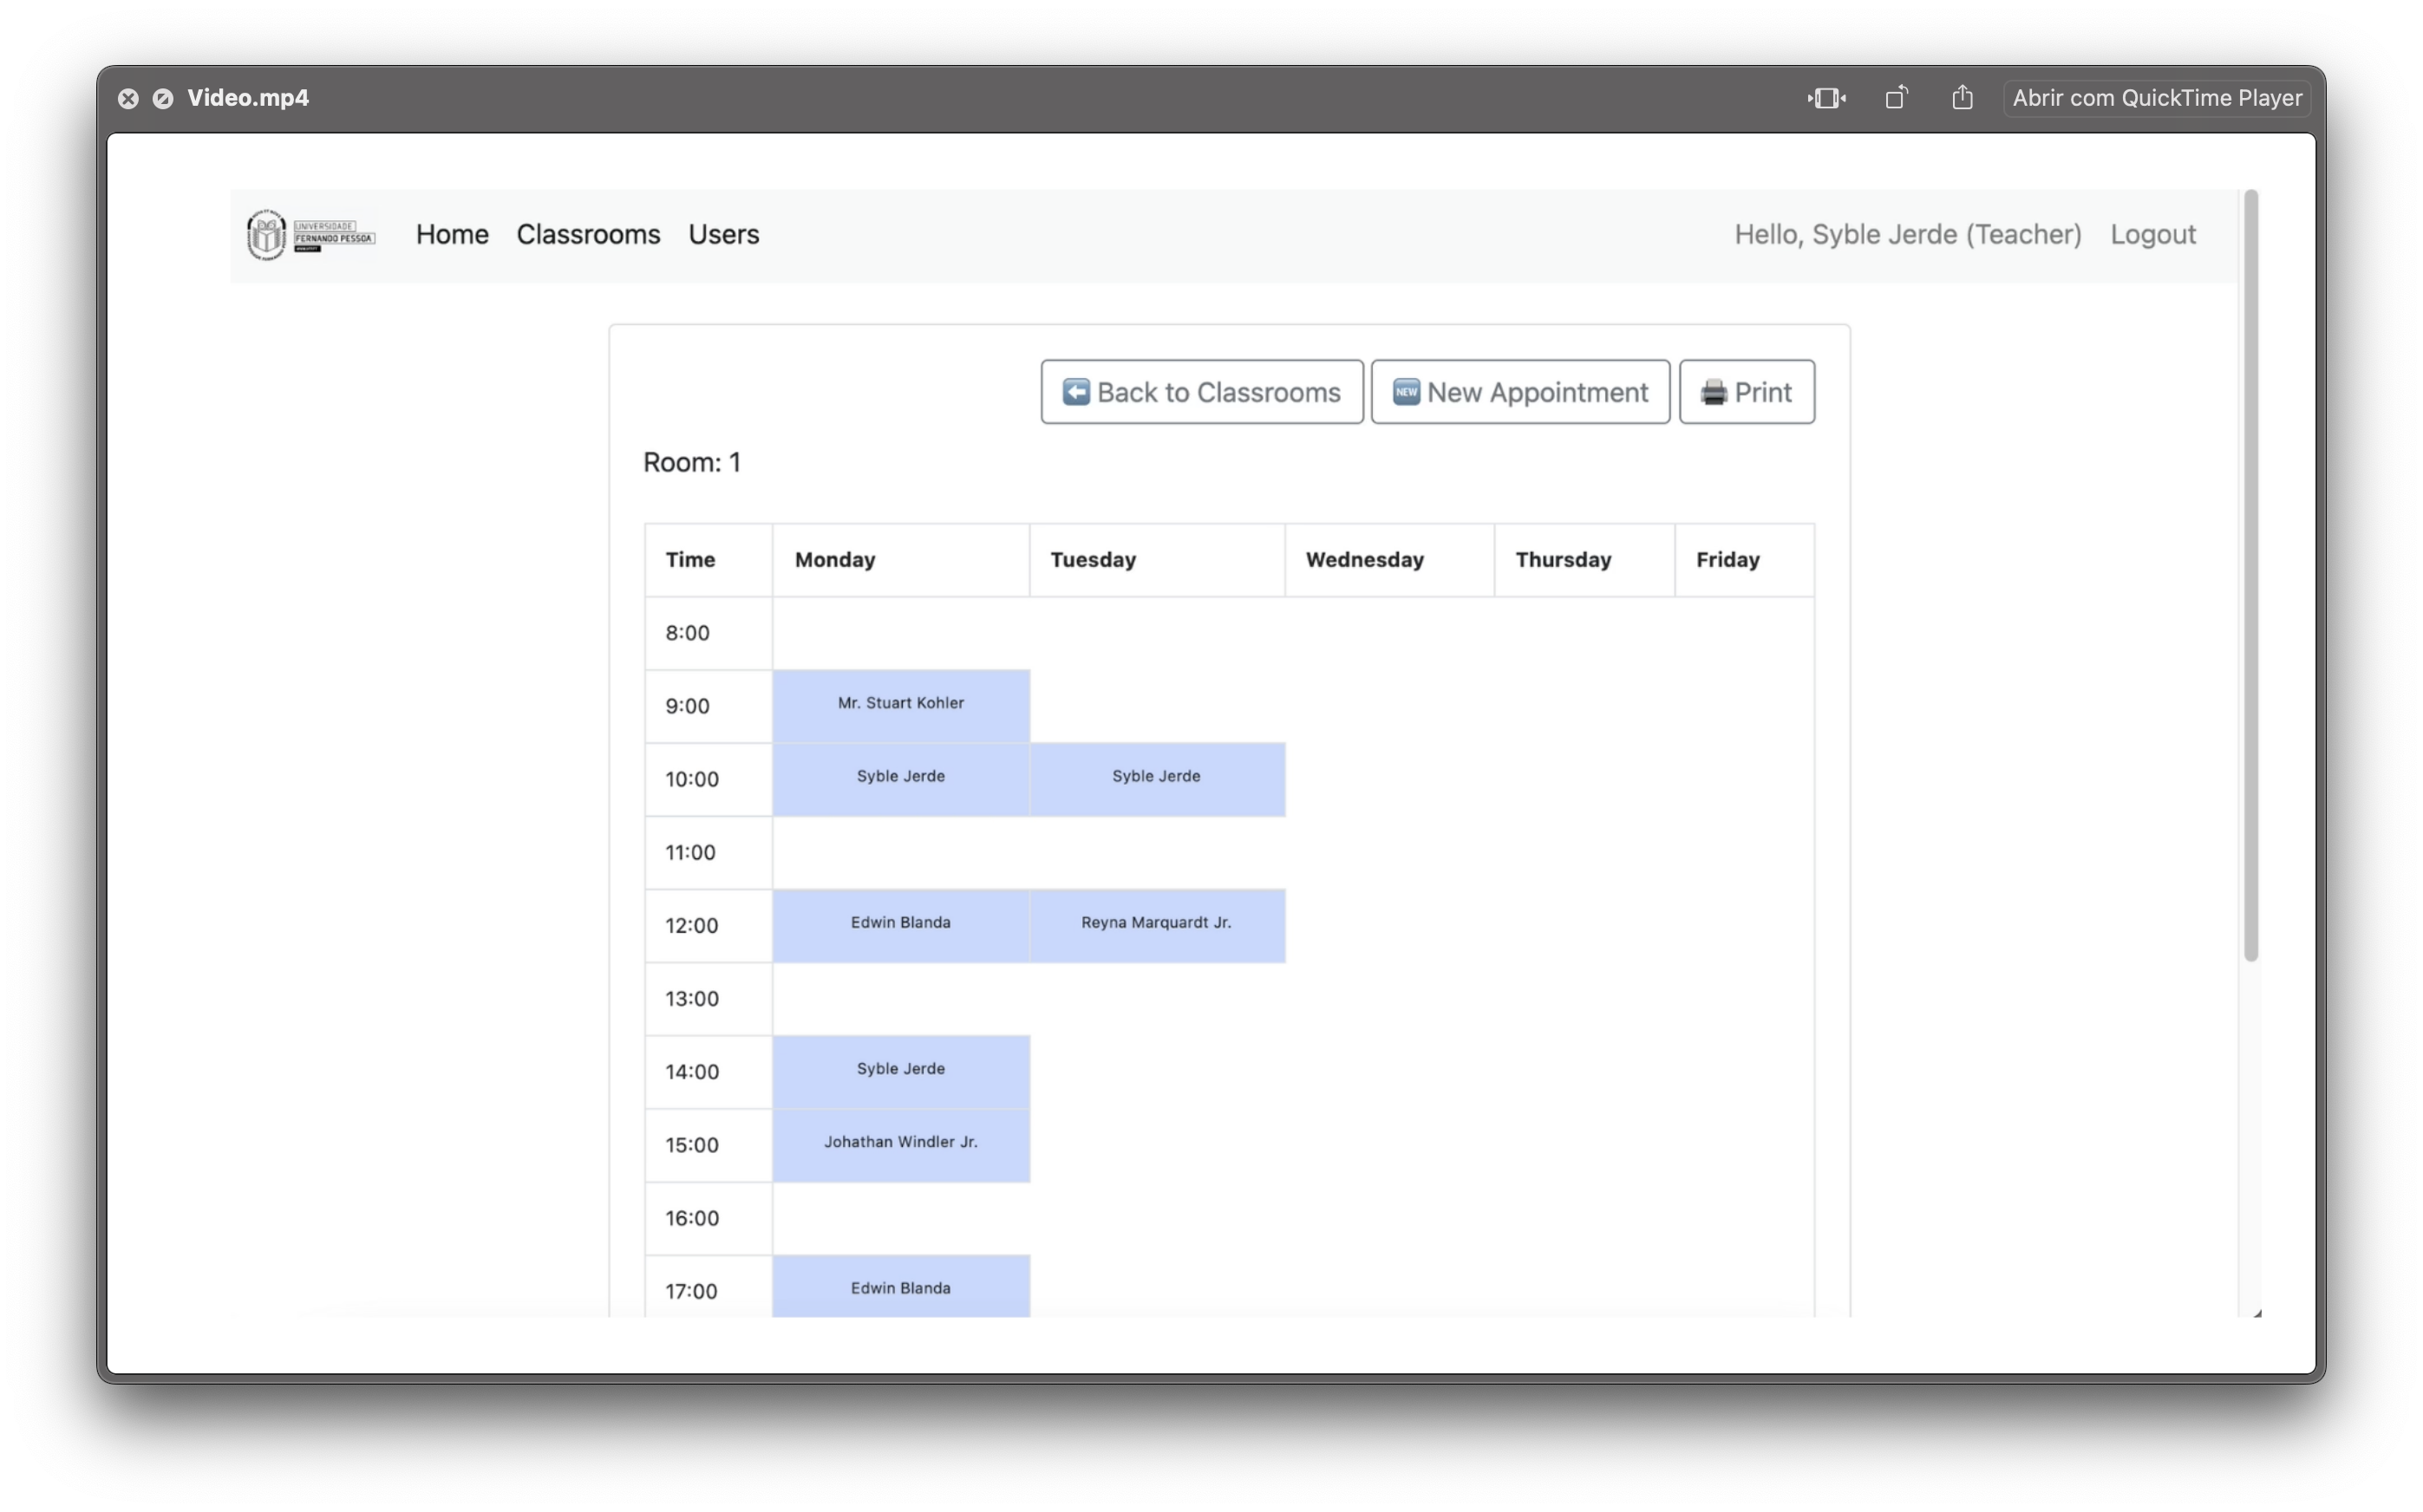 Video.mp4
Abrir com QuickTime Player
UNIVERSIDADE
FERNANDO PESSOA
Home Classrooms Users
Hello, Syble Jerde (Teacher) Logout
Back to Classrooms
NEW New Appointment
Print
Room: 1
Time Monday Tuesday Wednesday Thursday Friday
8:00
9:00 Mr. Stuart Kohler
10:00 Syble Jerde Syble Jerde
11:00
12:00 Edwin Blanda Reyna Marquardt Jr.
13:00
14:00 Syble Jerde
15:00 Johathan Windler Jr.
16:00
17:00 Edwin Blanda